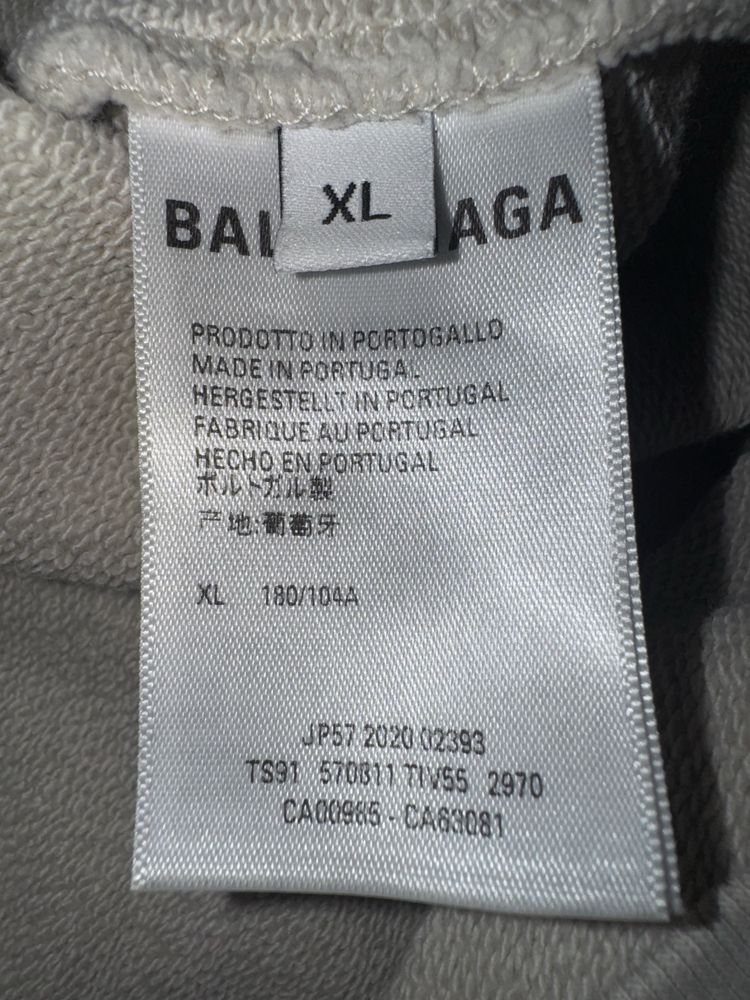 XL
BAL AGA
PRODOTTO IN PORTOGALLO
MADE IN PORTUGAL
HERGESTELLT IN PORTUGAL
FABRIQUE AU PORTUGAL
HECHO EN PORTUGAL
ポルトガル製
产地:葡萄牙
XL 180/104A
JP57 2020 02393
TS91 570811 TIV55 2970
CA00985 - CA63081